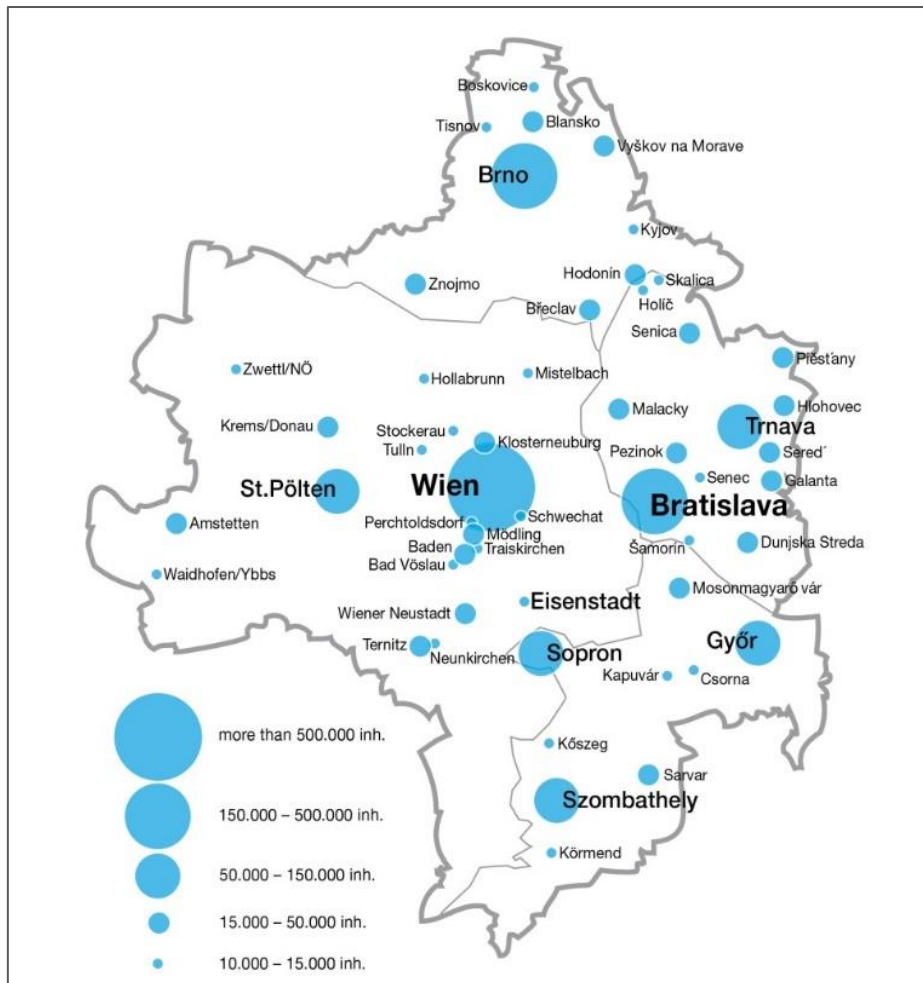 Boskovice
Tisnov
Blansko
Vyškov na Morave
Brno
Kyjov
Hodonín
Skalica
Znojmo
Holíč
Břeclav
Senica
Piešt'any
Zwettl/NÖ
Hollabrunn
Mistelbach
Malacky
Hlohovec
Krems/Donau
Stockerau
Trnava
Klosterneuburg
Tulln
Pezinok
Sered´
St.Pölten
Wien
Senec
Galanta
Bratislava
Amstetten
Perchtoldsdorf
Schwechat
Mödling
Baden
Traiskirchen
Šamorín
Dunjska Streda
Bad Vöslau
Waidhofen/Ybbs
Mosonmagyaró vár
Eisenstadt
Wiener Neustadt
Ternitz
Neunkirchen
Sopron
Győr
Kapuvár
Csorna
more than 500.000 inh.
Kőszeg
Sarvar
Szombathely
150.000 – 500.000 inh.
Körmend
50.000 – 150.000 inh.
15.000 – 50.000 inh.
10.000 – 15.000 inh.